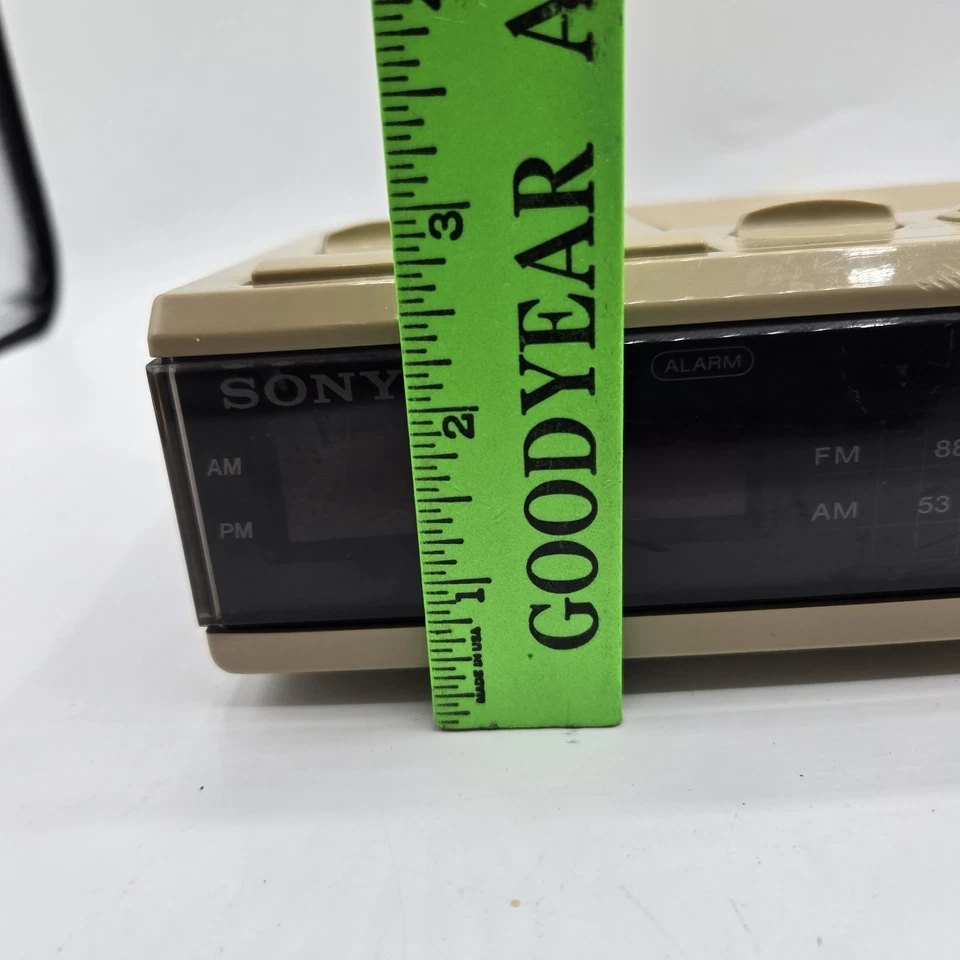 GOODYEAR
3
2
1
MADE IN USA
SONY
ALARM
AM
PM
FM 88
AM 53